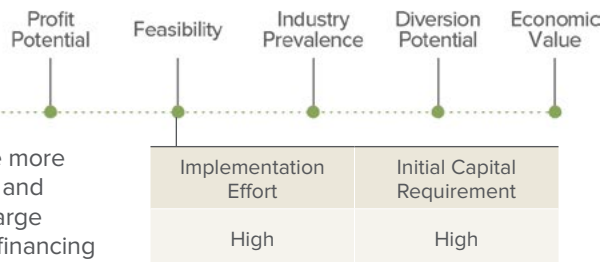 Profit Potential
Feasibility
Industry Prevalence
Diversion Potential
Economic Value
more
and
arge
financing
Implementation Effort
Initial Capital Requirement
High
High